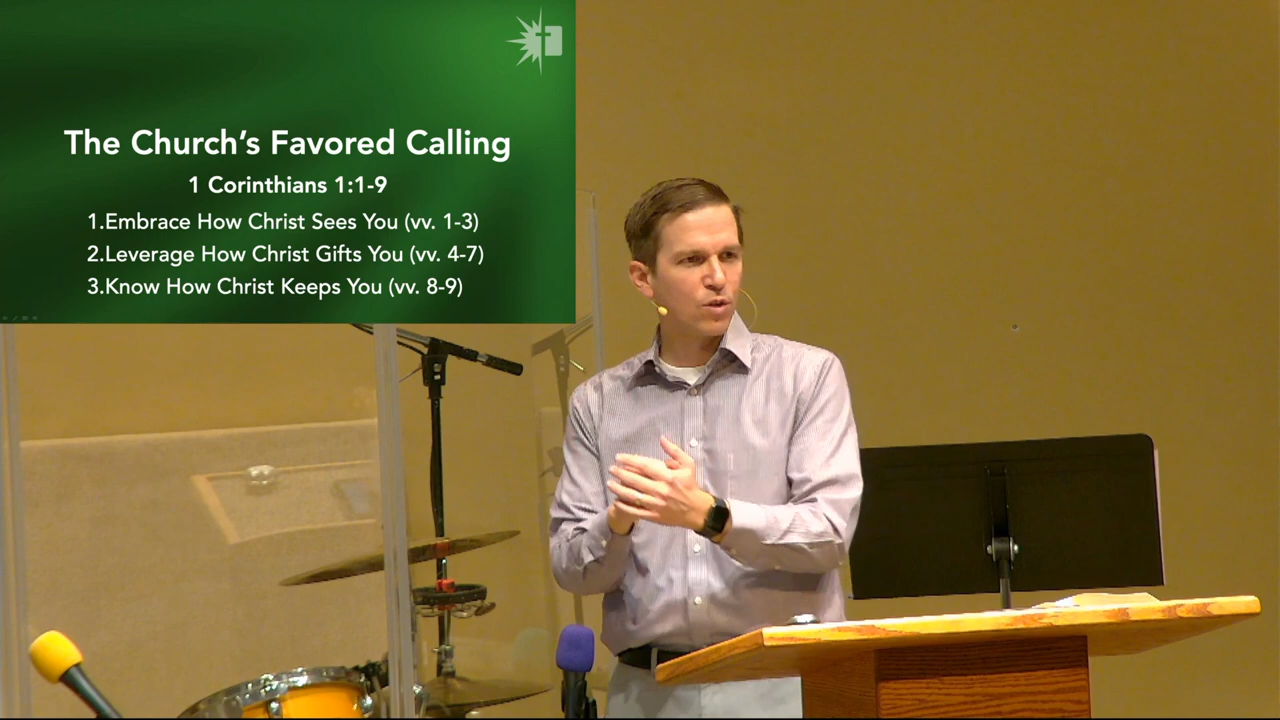 The Church’s Favored Calling
1 Corinthians 1:1-9
1.Embrace How Christ Sees You (vv. 1-3)
2.Leverage How Christ Gifts You (vv. 4-7)
3.Know How Christ Keeps You (vv. 8-9)